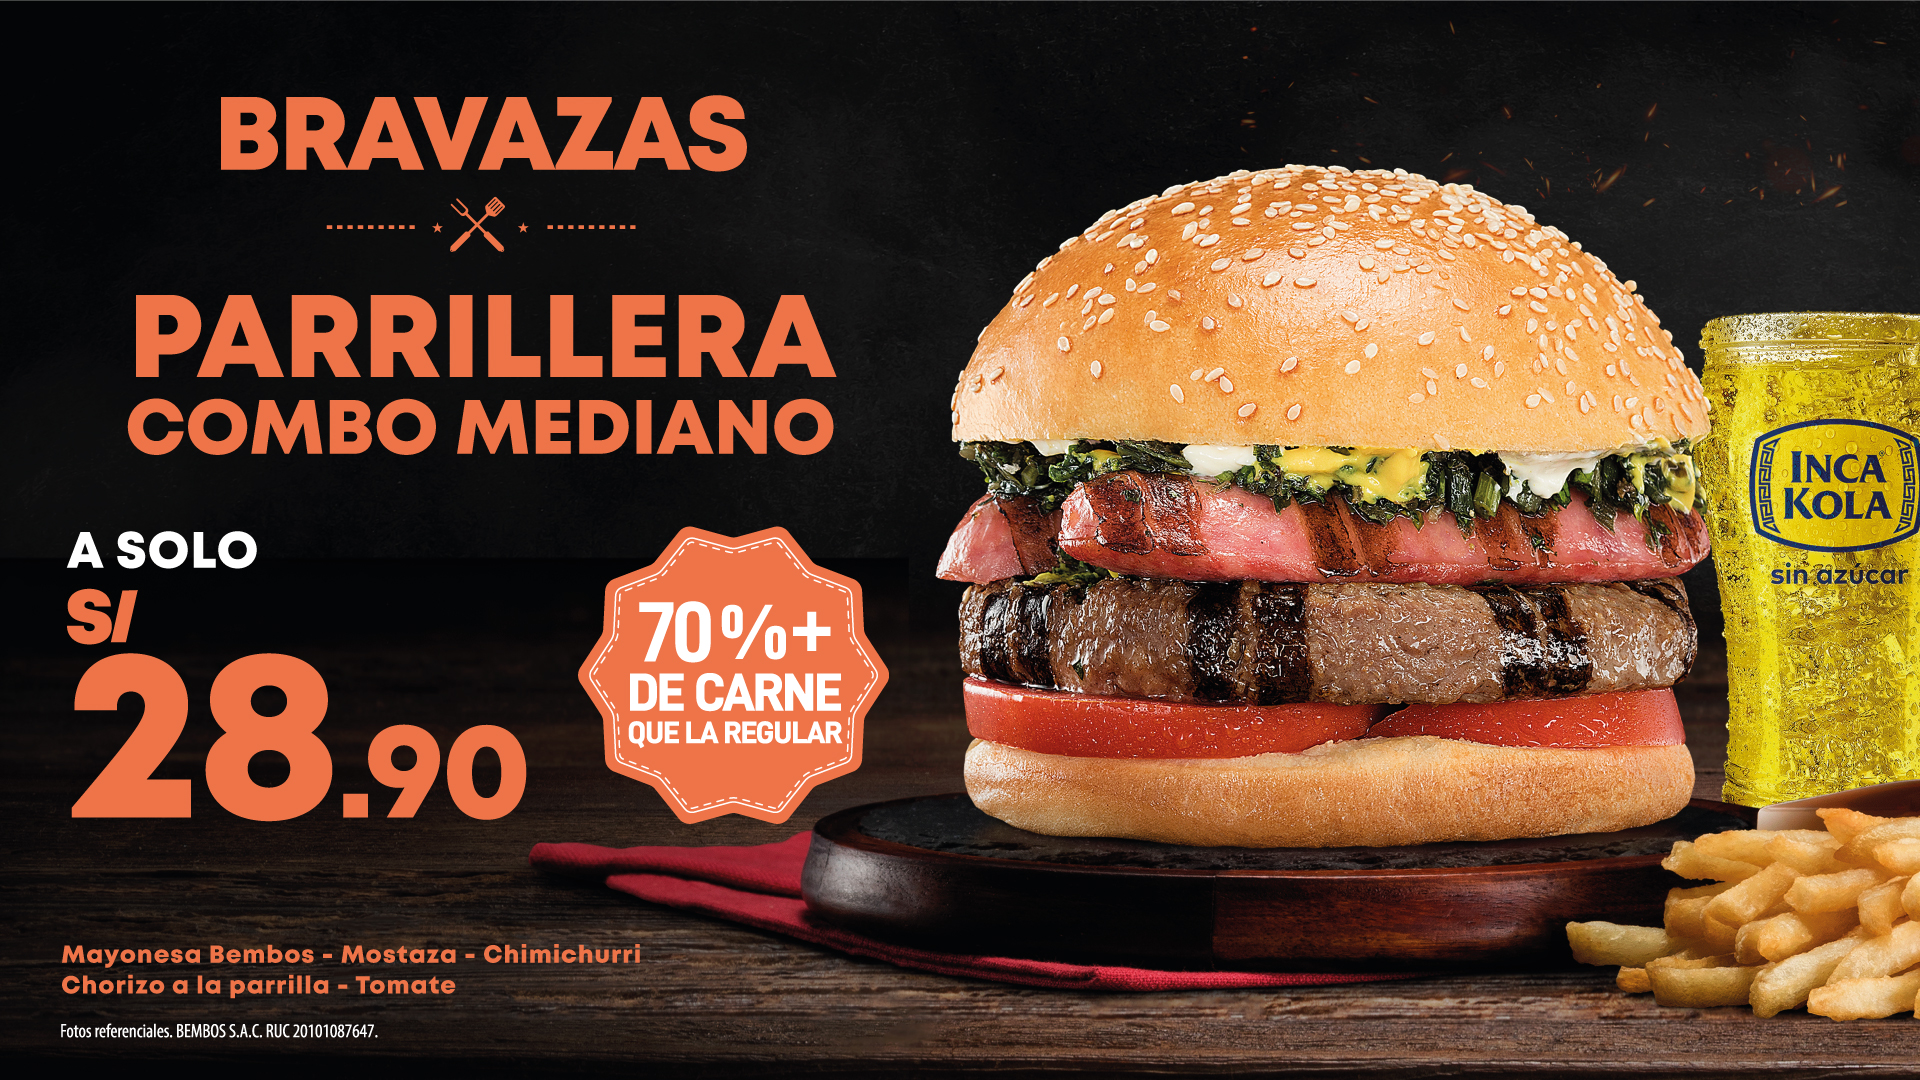 BRAVAZAS
PARRILLERA
COMBO MEDIANO
A SOLO
S/
28.90
70%+
DE CARNE
QUE LA REGULAR
INCA
KOLA
sin azúcar
Mayonesa Bembos - Mostaza - Chimichurri
Chorizo a la parrilla - Tomate
Fotos referenciales. BEMBOS S.A.C. RUC 20101087647.